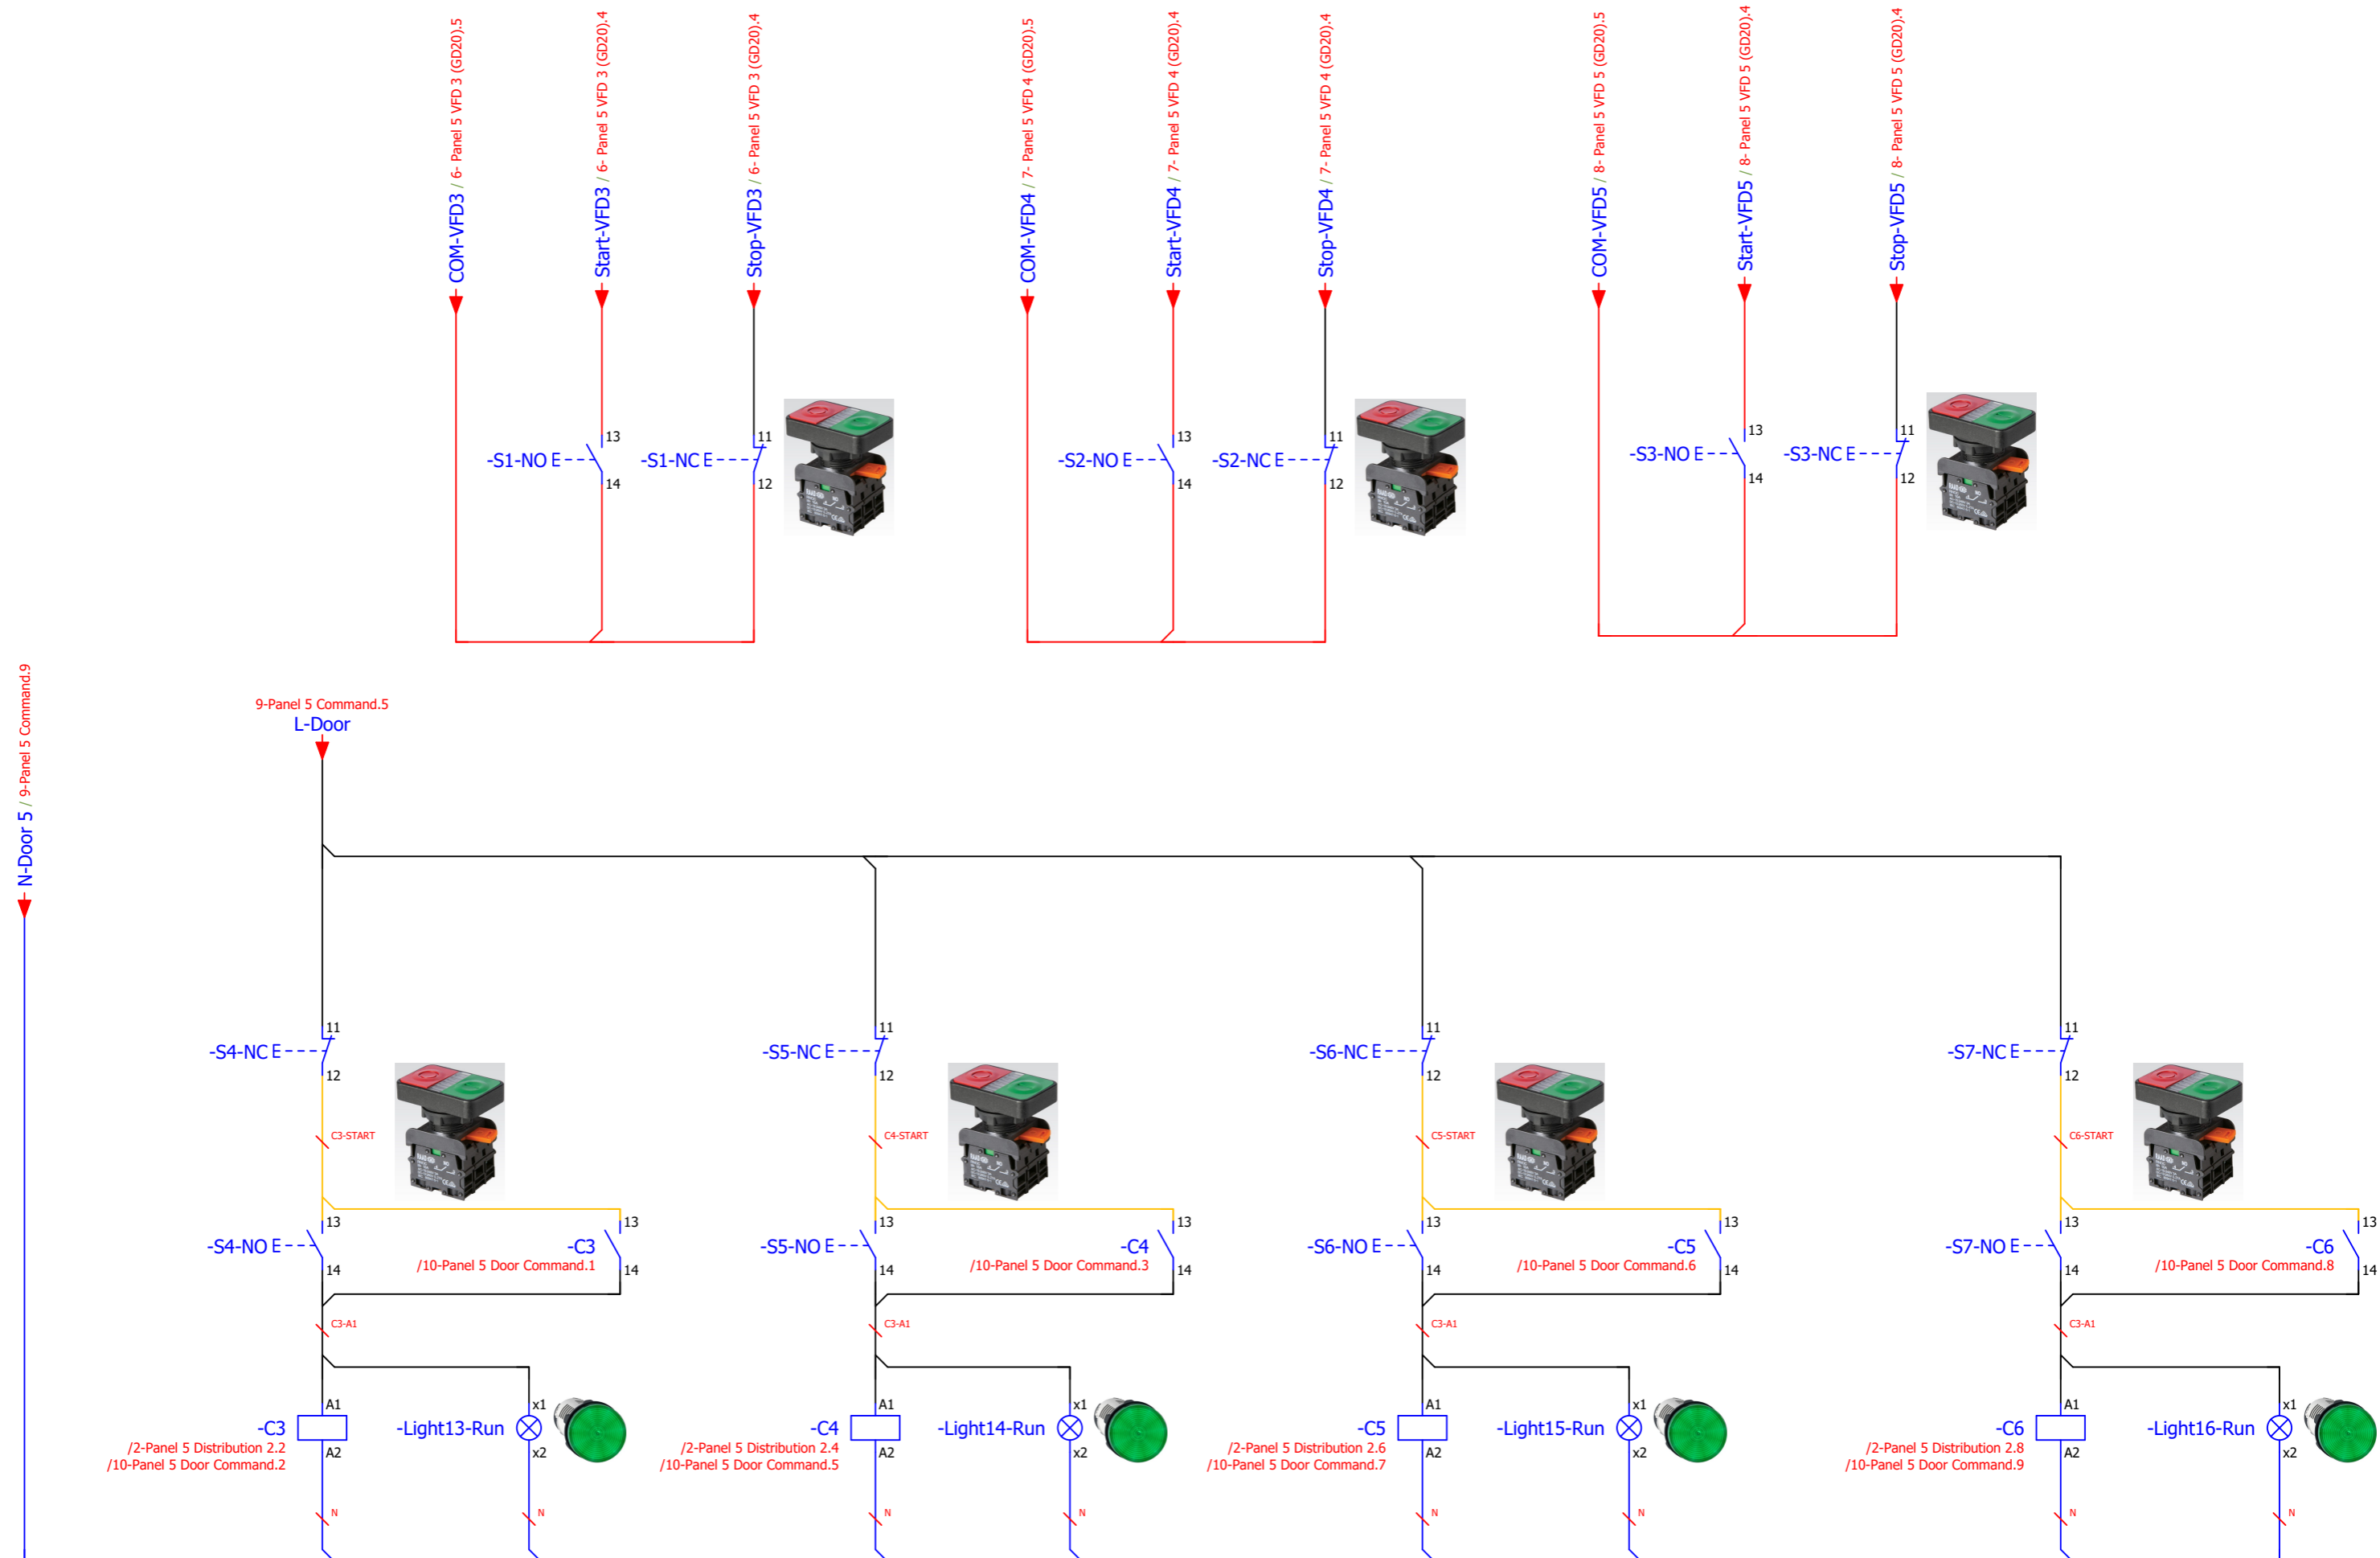 COM-VFD3 / 6- Panel 5 VFD 3 (GD20).5
Start-VFD3 / 6- Panel 5 VFD 3 (GD20).4
Stop-VFD3 / 6- Panel 5 VFD 3 (GD20).4
COM-VFD4 / 7- Panel 5 VFD 4 (GD20).5
Start-VFD4 / 7- Panel 5 VFD 4 (GD20).4
Stop-VFD4 / 7- Panel 5 VFD 4 (GD20).4
COM-VFD5 / 8- Panel 5 VFD 5 (GD20).5
Start-VFD5 / 8- Panel 5 VFD 5 (GD20).4
Stop-VFD5 / 8- Panel 5 VFD 5 (GD20).4
13
-S1-NO E
14
11
-S1-NC E
12
13
-S2-NO E
14
11
-S2-NC E
12
13
-S3-NO E
14
11
-S3-NC E
12
N-Door 5 / 9-Panel 5 Command.9
9-Panel 5 Command.5
L-Door
11
-S4-NC E
12
11
-S5-NC E
12
11
-S6-NC E
12
11
-S7-NC E
12
C3-START
C4-START
C5-START
C6-START
13
-S4-NO E
14
13
-C3
/10-Panel 5 Door Command.1
14
13
-S5-NO E
14
13
-C4
/10-Panel 5 Door Command.3
14
13
-S6-NO E
14
13
-C5
/10-Panel 5 Door Command.6
14
13
-S7-NO E
14
13
-C6
/10-Panel 5 Door Command.8
14
C3-A1
C3-A1
C3-A1
C3-A1
A1
-C3
/2-Panel 5 Distribution 2.2
/10-Panel 5 Door Command.2
A2
x1
-Light13-Run
x2
A1
-C4
/2-Panel 5 Distribution 2.4
/10-Panel 5 Door Command.5
A2
x1
-Light14-Run
x2
A1
-C5
/2-Panel 5 Distribution 2.6
/10-Panel 5 Door Command.7
A2
x1
-Light15-Run
x2
A1
-C6
/2-Panel 5 Distribution 2.8
/10-Panel 5 Door Command.9
A2
x1
-Light16-Run
x2
N
N
N
N
N
N
N
N